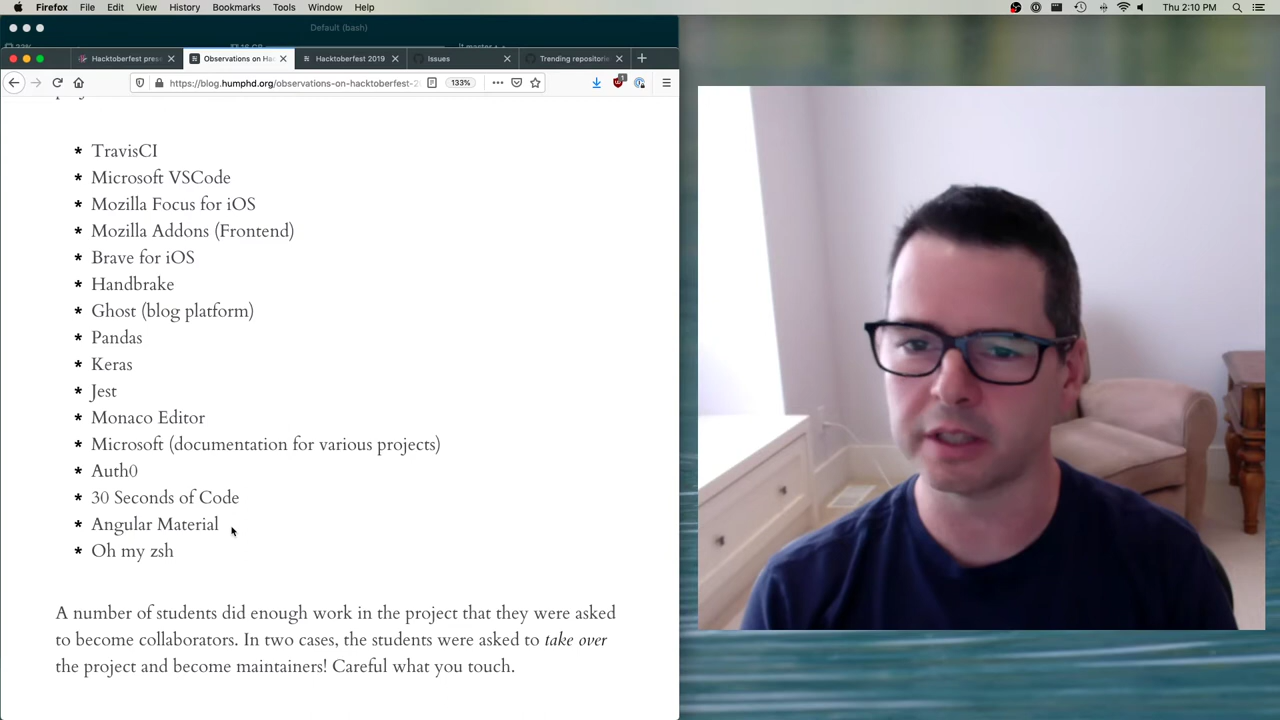 Firefox File Edit View History Bookmarks Tools Window Help Thu 2:10 PM
Default (bash)
Hacktoberfest pres
Observations on Ha
Hacktoberfest 2019
Issues
Trending repositorie
https://blog.humphd.org/observations-on-hacktoberfest-2
133%
* TravisCI
* Microsoft VSCode
* Mozilla Focus for iOS
* Mozilla Addons (Frontend)
* Brave for iOS
* Handbrake
* Ghost (blog platform)
* Pandas
* Keras
* Jest
* Monaco Editor
* Microsoft (documentation for various projects)
* Auth0
* 30 Seconds of Code
* Angular Material
* Oh my zsh
A number of students did enough work in the project that they were asked
to become collaborators. In two cases, the students were asked to take over
the project and become maintainers! Careful what you touch.